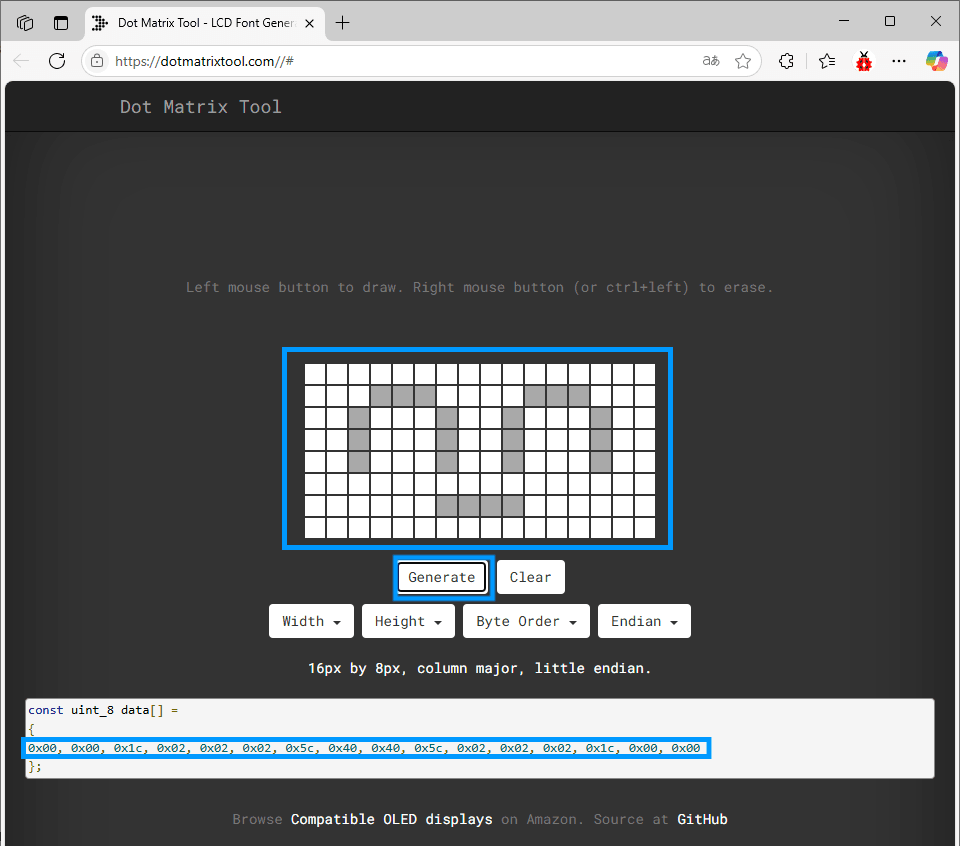 Dot Matrix Tool - LCD Font Gener
https://dotmatrixtool.com//#
aあ
Dot Matrix Tool
Left mouse button to draw. Right mouse button (or ctrl+left) to erase.
Generate Clear
Width Height Byte Order Endian
16px by 8px, column major, little endian.
const uint_8 data[] =
{
0x00, 0x00, 0x1c, 0x02, 0x02, 0x02, 0x5c, 0x40, 0x40, 0x5c, 0x02, 0x02, 0x02, 0x1c, 0x00, 0x00
};
Browse Compatible OLED displays on Amazon. Source at GitHub